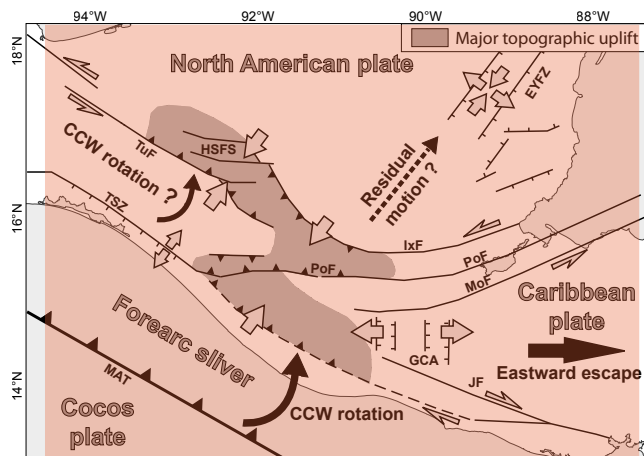 94°W 92°W 90°W 88°W
18°N
16°N
14°N
Major topographic uplift
North American plate
EYFZ
HSFS
TuF
CCW rotation ?
TSZ
Residual
motion ?
IxF
PoF
PoF
MoF
Caribbean
plate
Forearc sliver
GCA
Eastward escape
JF
MAT
CCW rotation
Cocos
plate